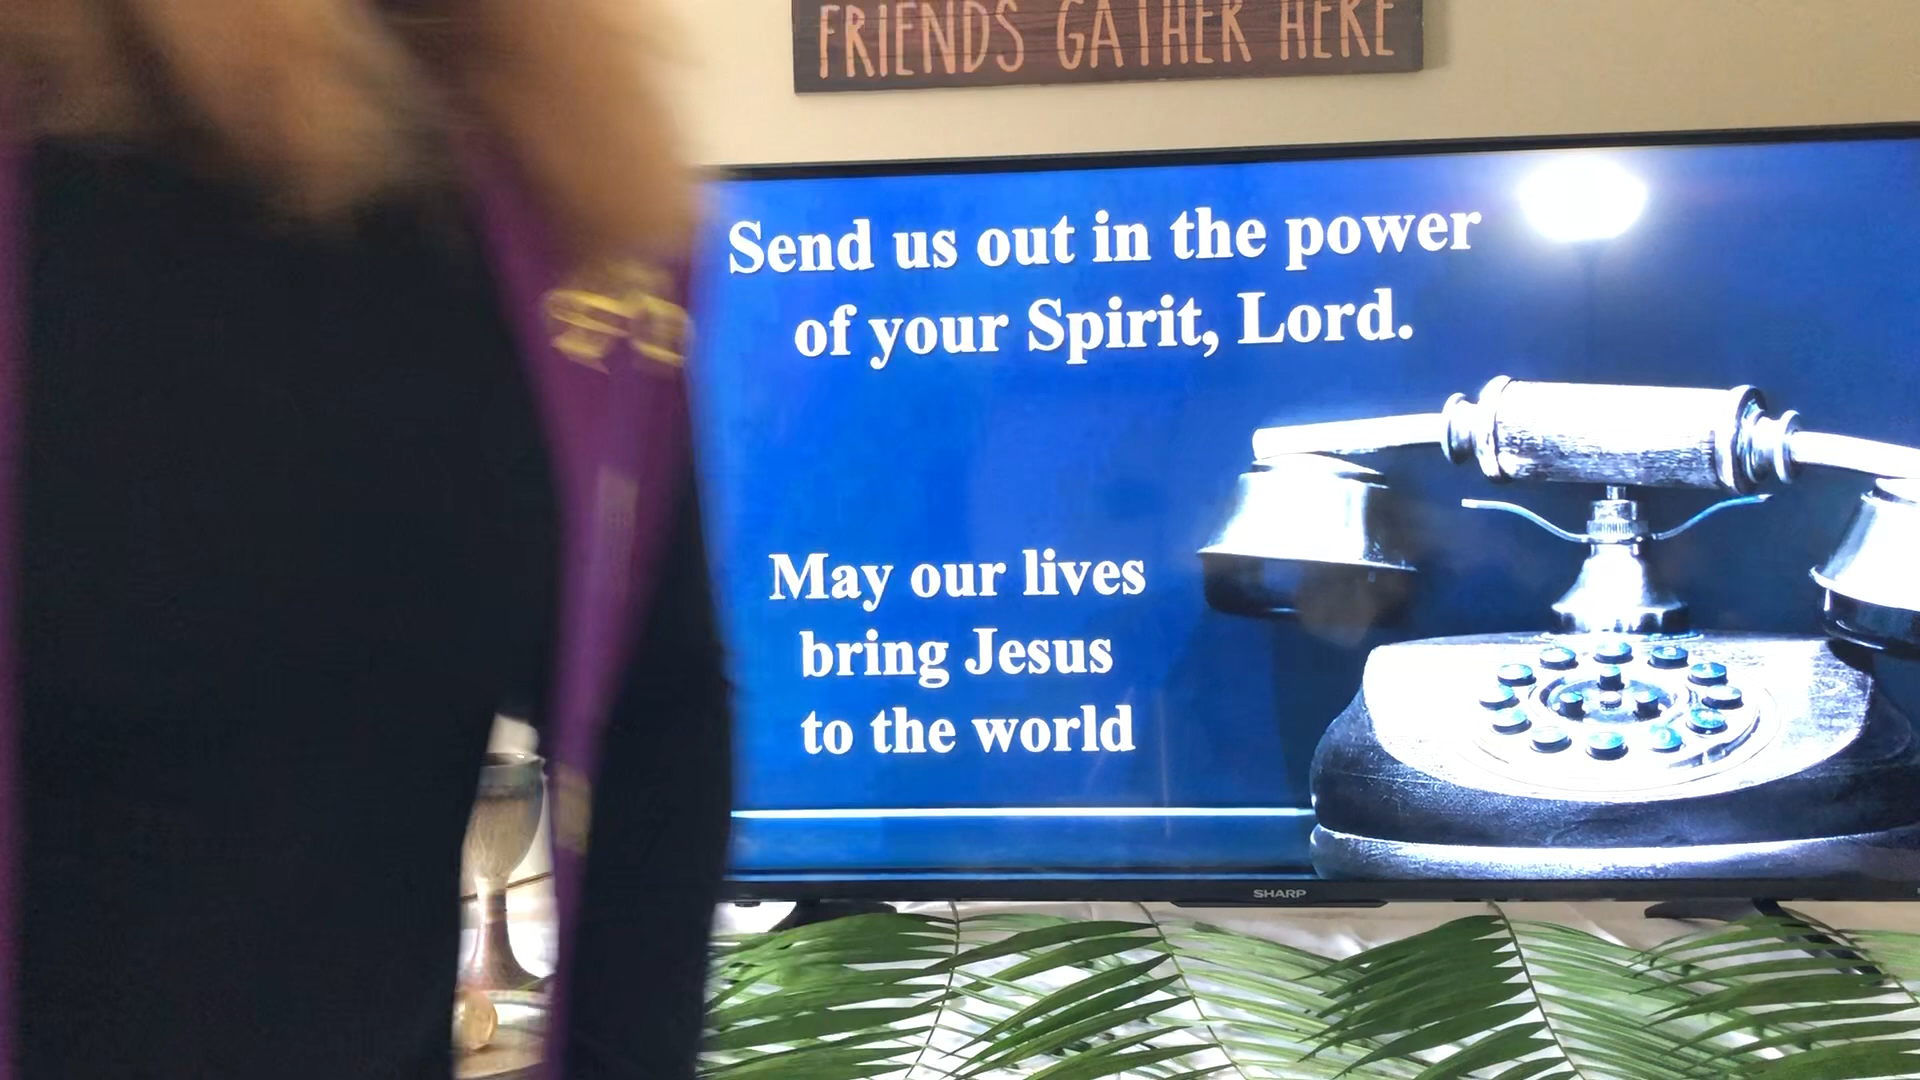 FRIENDS GATHER HERE
Send us out in the power
of your Spirit, Lord.
May our lives
bring Jesus
to the world
SHARP